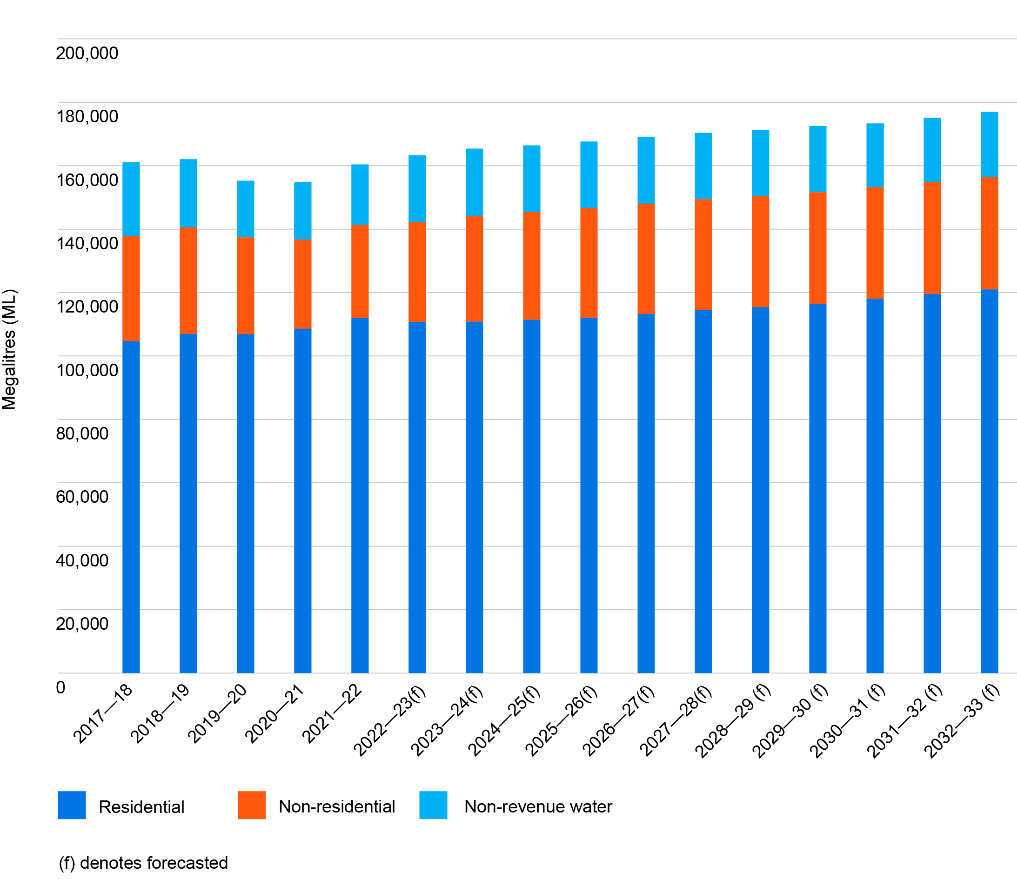 200,000
180,000
160,000
140,000
120,000
100,000
80,000
60,000
40,000
20,000
0
Megalitres (ML)
2017—18
2018—19
2019—20
2020—21
2021—22
2022—23(f)
2023—24(f)
2024—25(f)
2025—26(f)
2026—27(f)
2027—28(f)
2028—29 (f)
2029—30 (f)
2030—31 (f)
2031—32 (f)
2032—33 (f)
Residential
Non-residential
Non-revenue water
(f) denotes forecasted